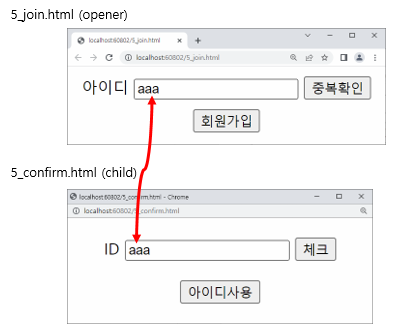 5_join.html (opener)
localhost:60802/5_join.html
localhost:60802/5_join.html
아이디 aaa 중복확인
회원가입
5_confirm.html (child)
localhost:60802/5_confirm.html - Chrome
localhost:60802/5_confirm.html
ID aaa 체크
아이디사용